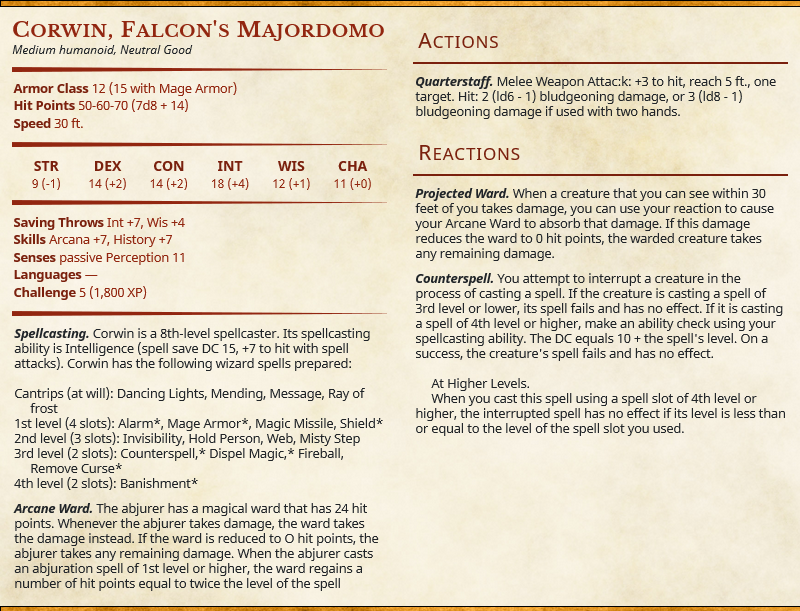 Corwin, Falcon's Majordomo
Medium humanoid, Neutral Good
Armor Class 12 (15 with Mage Armor)
Hit Points 50-60-70 (7d8 + 14)
Speed 30 ft.
STR DEX CON INT WIS CHA
9 (-1) 14 (+2) 14 (+2) 18 (+4) 12 (+1) 11 (+0)
Saving Throws Int +7, Wis +4
Skills Arcana +7, History +7
Senses passive Perception 11
Languages —
Challenge 5 (1,800 XP)
Spellcasting. Corwin is a 8th-level spellcaster. Its spellcasting
ability is Intelligence (spell save DC 15, +7 to hit with spell
attacks). Corwin has the following wizard spells prepared:
Cantrips (at will): Dancing Lights, Mending, Message, Ray of
frost
1st level (4 slots): Alarm*, Mage Armor*, Magic Missile, Shield*
2nd level (3 slots): Invisibility, Hold Person, Web, Misty Step
3rd level (2 slots): Counterspell,* Dispel Magic,* Fireball,
Remove Curse*
4th level (2 slots): Banishment*
Arcane Ward. The abjurer has a magical ward that has 24 hit
points. Whenever the abjurer takes damage, the ward takes
the damage instead. If the ward is reduced to O hit points, the
abjurer takes any remaining damage. When the abjurer casts
an abjuration spell of 1st level or higher, the ward regains a
number of hit points equal to twice the level of the spell
Actions
Quarterstaff. Melee Weapon Attac:k: +3 to hit, reach 5 ft., one
target. Hit: 2 (ld6 - 1) bludgeoning damage, or 3 (ld8 - 1)
bludgeoning damage if used with two hands.
Reactions
Projected Ward. When a creature that you can see within 30
feet of you takes damage, you can use your reaction to cause
your Arcane Ward to absorb that damage. If this damage
reduces the ward to 0 hit points, the warded creature takes
any remaining damage.
Counterspell. You attempt to interrupt a creature in the
process of casting a spell. If the creature is casting a spell of
3rd level or lower, its spell fails and has no effect. If it is casting
a spell of 4th level or higher, make an ability check using your
spellcasting ability. The DC equals 10 + the spell's level. On a
success, the creature's spell fails and has no effect.
At Higher Levels.
When you cast this spell using a spell slot of 4th level or
higher, the interrupted spell has no effect if its level is less than
or equal to the level of the spell slot you used.